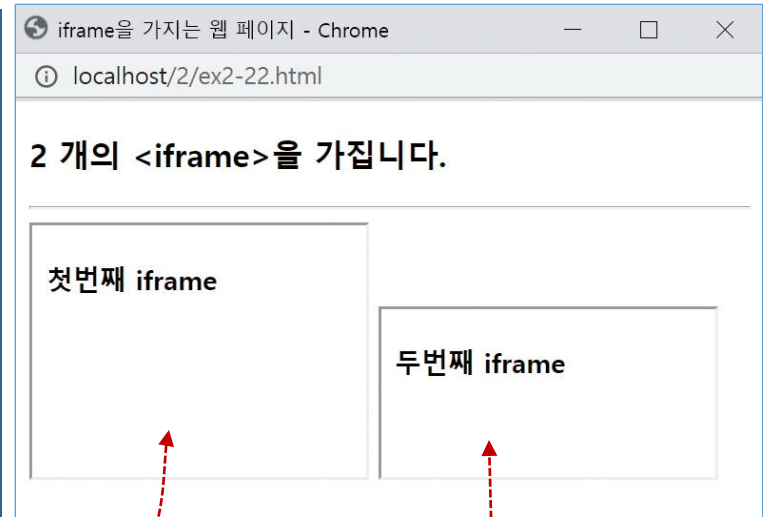 iframe을 가지는 웹 페이지 - Chrome
localhost/2/ex2-22.html
2 개의 <iframe>을 가집니다.
첫번째 iframe
두번째 iframe